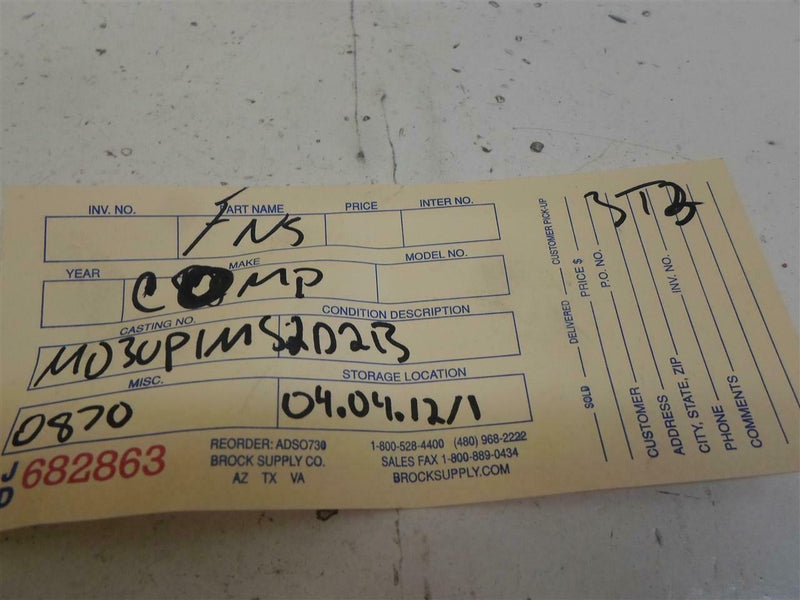 INV. NO. PART NAME PRICE INTER NO.
FNS
YEAR MAKE MODEL NO.
COMP
CASTING NO. CONDITION DESCRIPTION
M030P1MS2D2B
MISC. STORAGE LOCATION
0870 04.04.12/1
JD 682863
REORDER: ADSO730
BROCK SUPPLY CO.
AZ TX VA
1-800-528-4400 (480) 968-2222
SALES FAX 1-800-889-0434
BROCKSUPPLY.COM
SOLD DELIVERED CUSTOMER PICK-UP
PRICE $
P.O. NO.
CUSTOMER
ADDRESS INV. NO.
CITY, STATE, ZIP
PHONE
COMMENTS